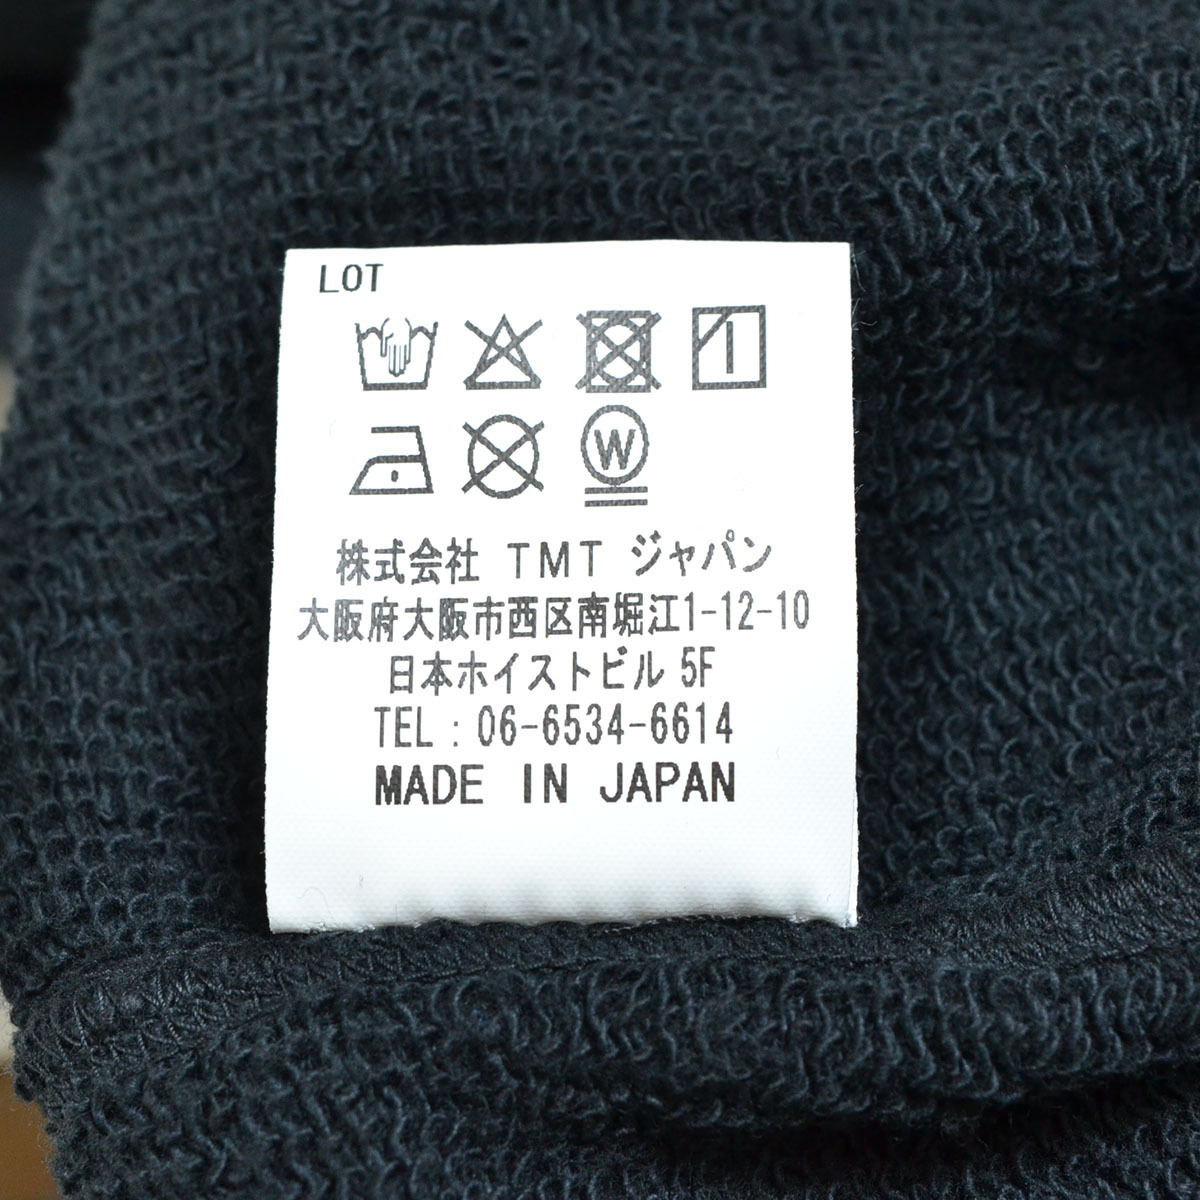 LOT
W
株式会社 TMT ジャパン
大阪府大阪市西区南堀江1-12-10
日本ホイストビル 5F
TEL : 06-6534-6614
MADE IN JAPAN